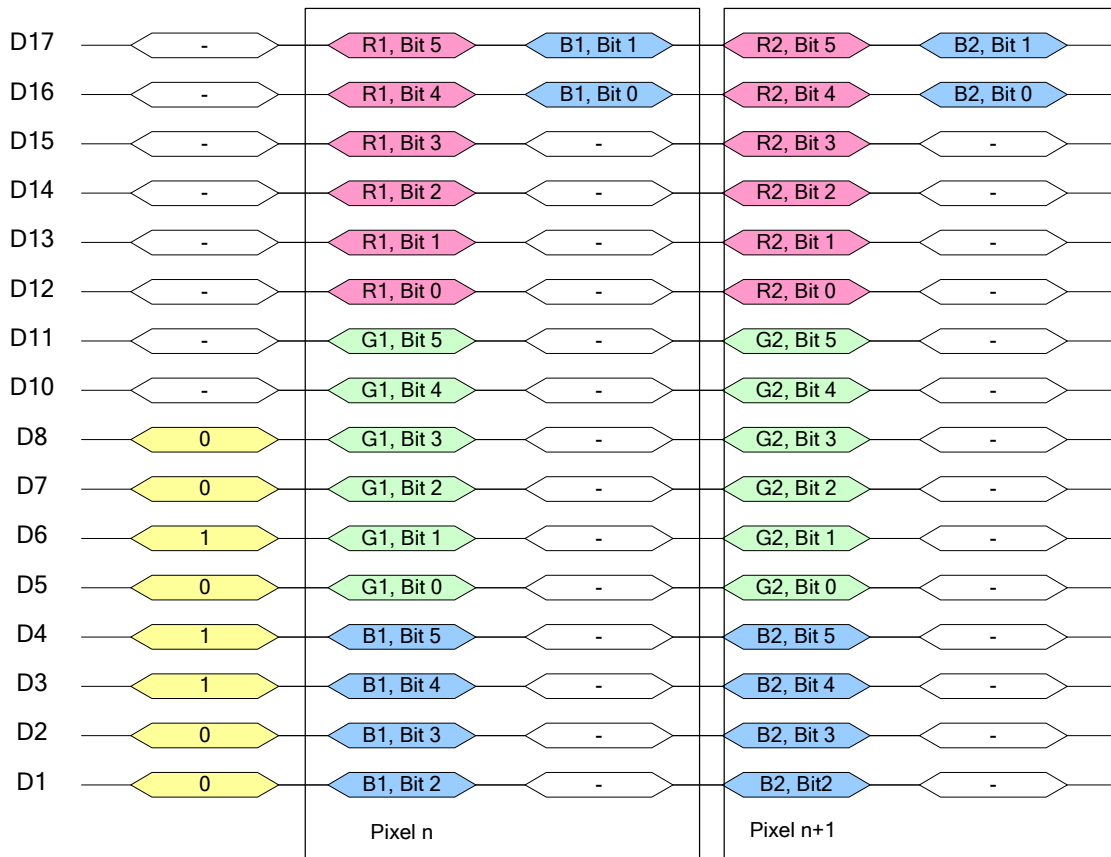 D17 - R1, Bit 5 B1, Bit 1 R2, Bit 5 B2, Bit 1
D16 - R1, Bit 4 B1, Bit 0 R2, Bit 4 B2, Bit 0
D15 - R1, Bit 3 - R2, Bit 3 -
D14 - R1, Bit 2 - R2, Bit 2 -
D13 - R1, Bit 1 - R2, Bit 1 -
D12 - R1, Bit 0 - R2, Bit 0 -
D11 - G1, Bit 5 - G2, Bit 5 -
D10 - G1, Bit 4 - G2, Bit 4 -
D8 0 G1, Bit 3 - G2, Bit 3 -
D7 0 G1, Bit 2 - G2, Bit 2 -
D6 1 G1, Bit 1 - G2, Bit 1 -
D5 0 G1, Bit 0 - G2, Bit 0 -
D4 1 B1, Bit 5 - B2, Bit 5 -
D3 1 B1, Bit 4 - B2, Bit 4 -
D2 0 B1, Bit 3 - B2, Bit 3 -
D1 0 B1, Bit 2 - B2, Bit2 -
Pixel n Pixel n+1